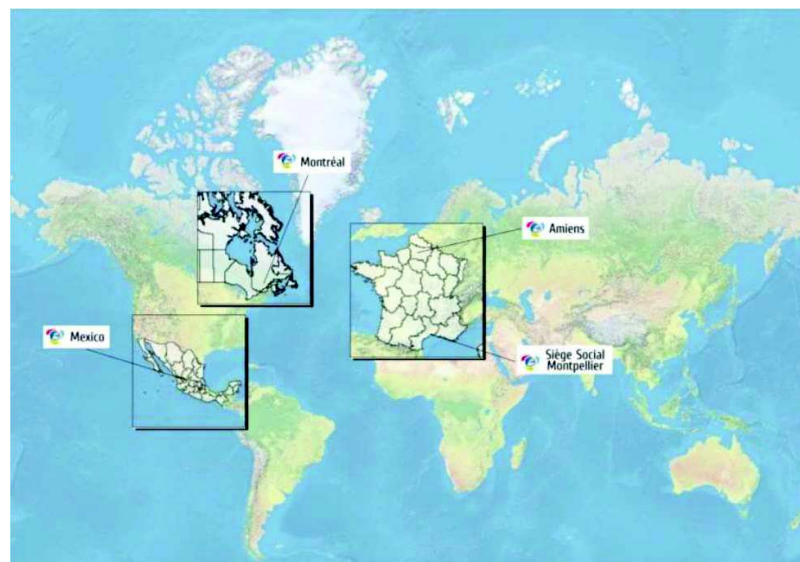 Montréal
Amiens
Mexico
Siège Social
Montpellier